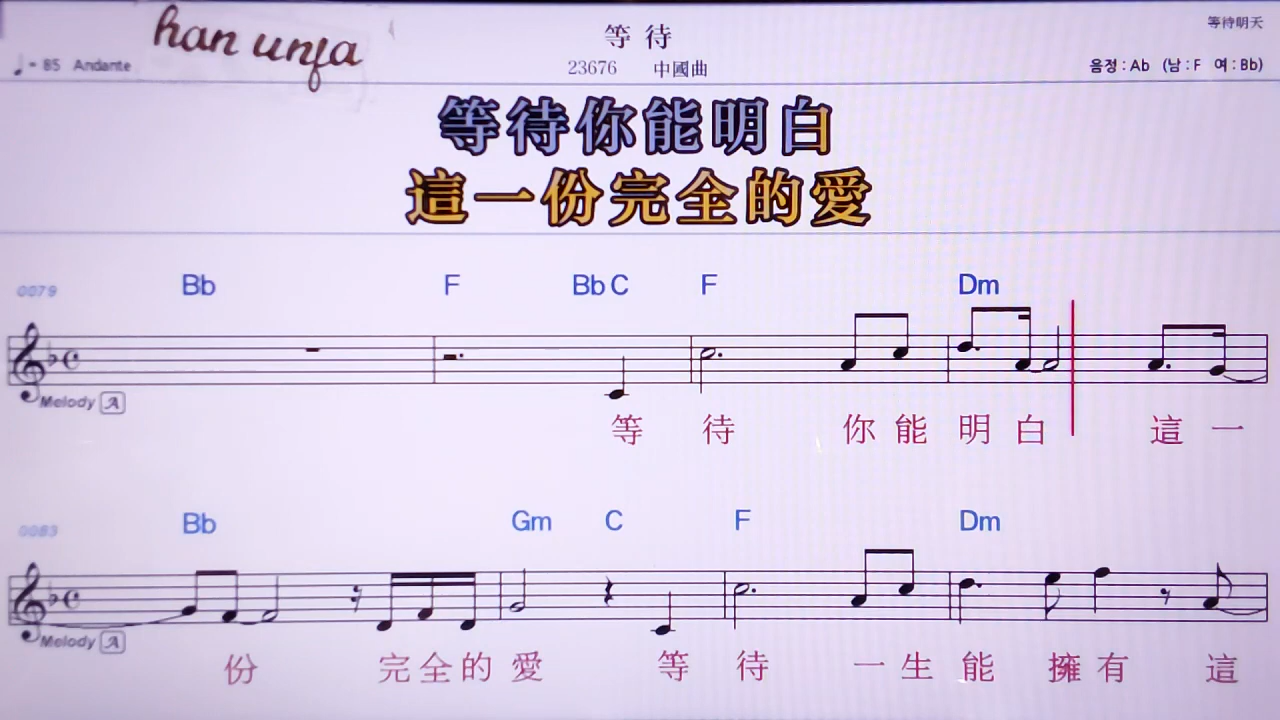 han unfa
等待
等待明天
♩= 85 Andante
23676 中國曲
음정 : Ab (남 : F 여 : Bb)
等待你能明白
這一份完全的愛
0079 Bb F Bb C F Dm
Melody A
等 待 你 能 明 白 這 一
0083 Bb Gm C F Dm
Melody A
份 完 全 的 愛 等 待 一 生 能 擁 有 這